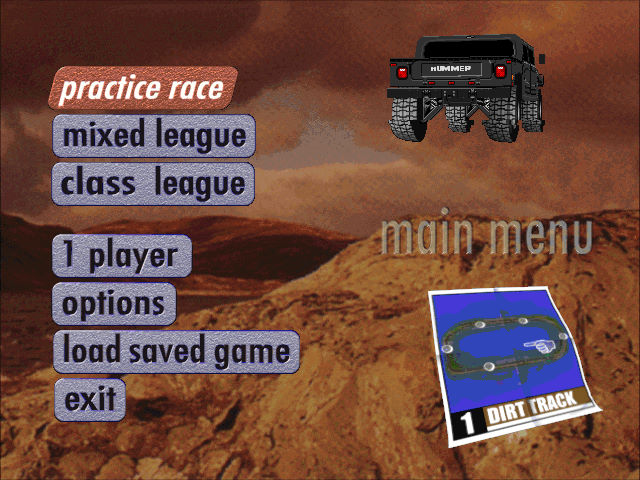 HUMMER
practice race
mixed league
class league
main menu
1 player
options
load saved game
exit
1 DIRT TRACK